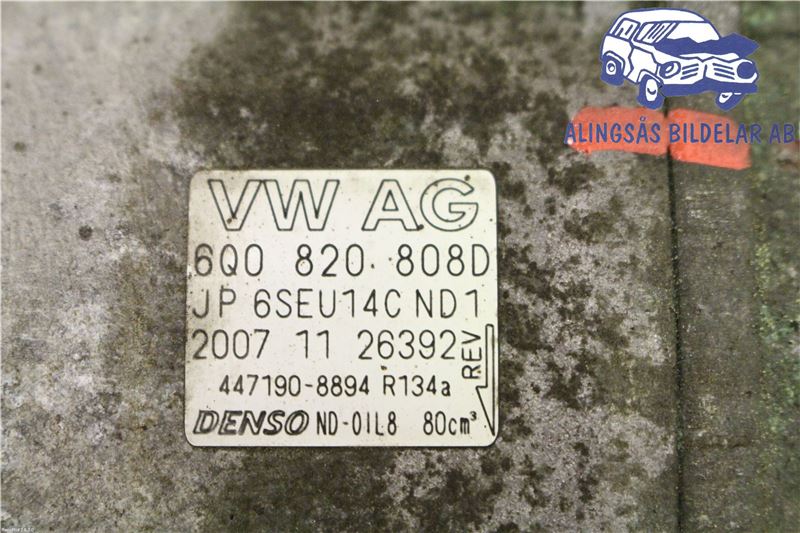 ALINGSÅS BILDELAR AB
VW AG
6Q0 820 808D
JP 6SEU14C ND1
2007 11 26392
REV
447190-8894 R134a
DENSO ND-OIL8 80cm³